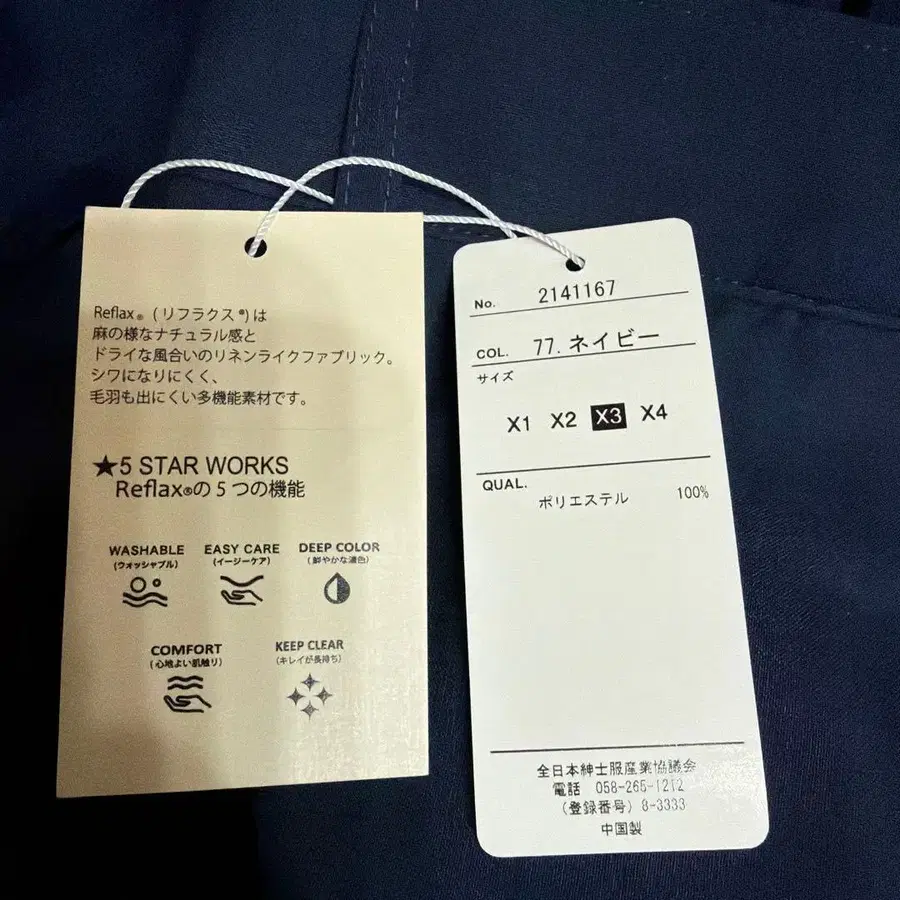 Reflax®（リフラクス®)は
麻の様なナチュラル感と
ドライな風合いのリネンライクファブリック。
シワになりにくく、
毛羽も出にくい多機能素材です。
★5 STAR WORKS
Reflax®の5つの機能
WASHABLE EASY CARE DEEP COLOR
(ウオッシャブル) (イージーケア) (鮮やかな濃色)
COMFORT KEEP CLEAR
(心地よい肌触り) (キレイが長持ち)
No. 2141167
COL. 77.ネイビー
サイズ
X1 X2 X3 X4
QUAL.
ポリエステル 100%
全日本紳士服産業協議会
電話 058-265-1212
(登録番号) 8-3333
中国製